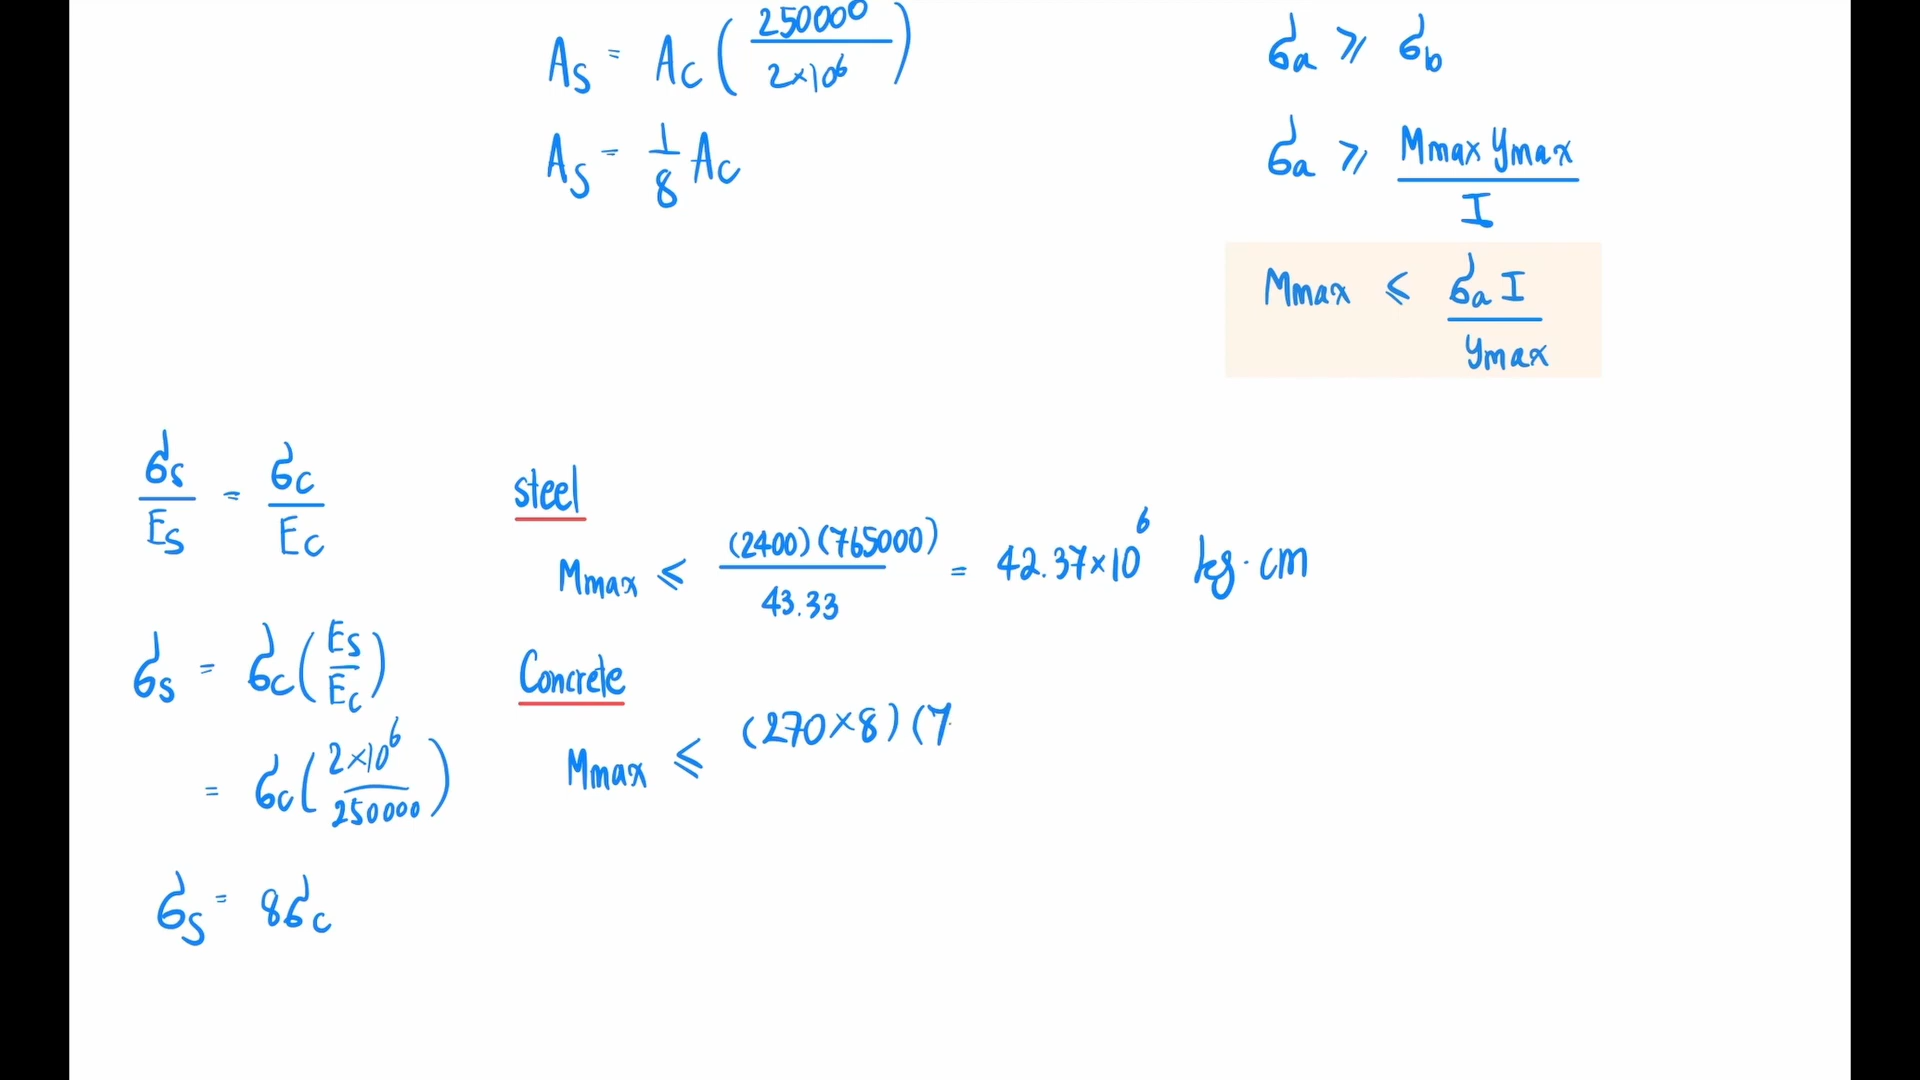 As = Ac (250000 / 2×10⁶)
As = 1/8 Ac
σa ⩾ σb
σa ⩾ Mmax ymax / I
Mmax ⩽ σa I / ymax
σs / Es = σc / Ec
σs = σc (Es / Ec)
= σc (2×10⁶ / 250000)
σs = 8σc
steel
Mmax ⩽ (2400)(765000) / 43.33 = 42.37×10⁶ kg·cm
Concrete
Mmax ⩽ (270×8)(7